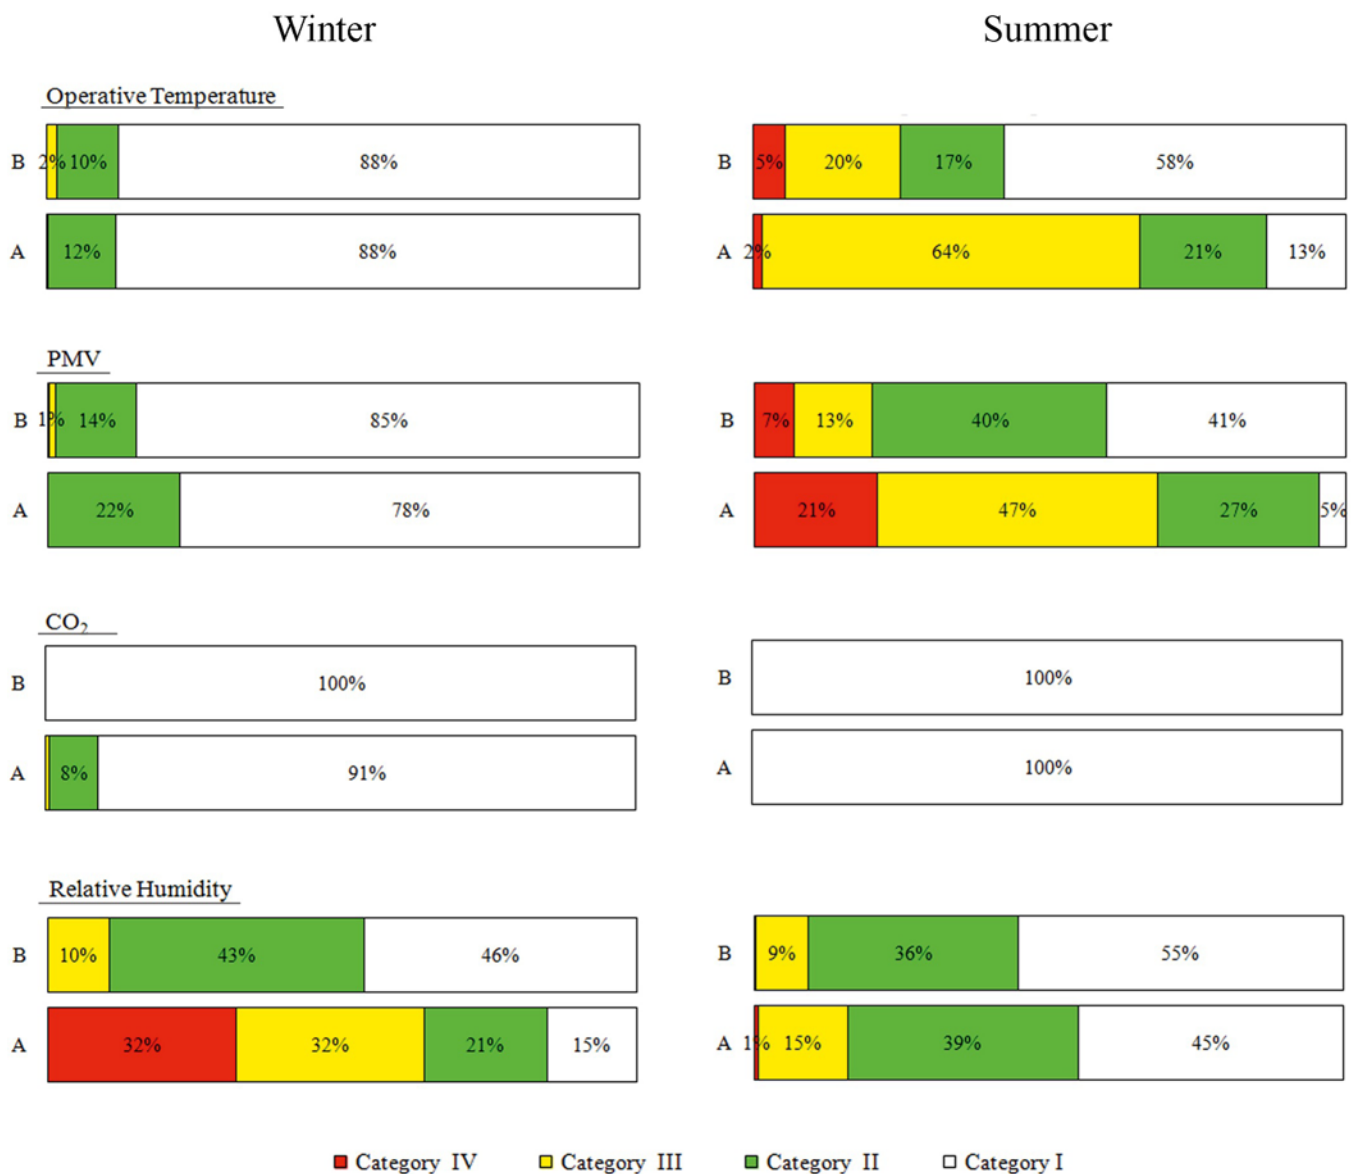 Winter Summer
Operative Temperature
B 2% 10% 88% B 5% 20% 17% 58%
A 12% 88% A 2% 64% 21% 13%
PMV
B 1% 14% 85% B 7% 13% 40% 41%
A 22% 78% A 21% 47% 27% 5%
CO₂
B 100% B 100%
A 8% 91% A 100%
Relative Humidity
B 10% 43% 46% B 9% 36% 55%
A 32% 32% 21% 15% A 1% 15% 39% 45%
Category IV Category III Category II Category I